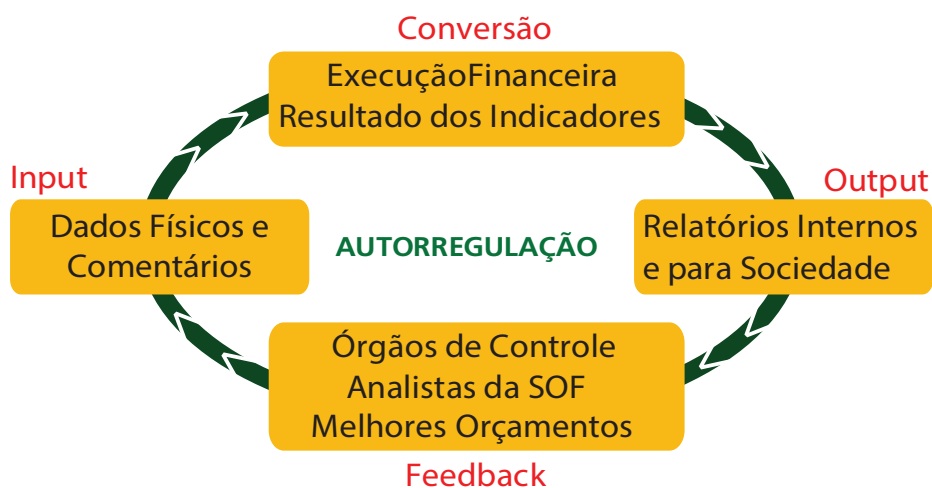 Conversão
ExecuçãoFinanceira
Resultado dos Indicadores
Input
Dados Físicos e
Comentários
AUTORREGULAÇÃO
Output
Relatórios Internos
e para Sociedade
Órgãos de Controle
Analistas da SOF
Melhores Orçamentos
Feedback